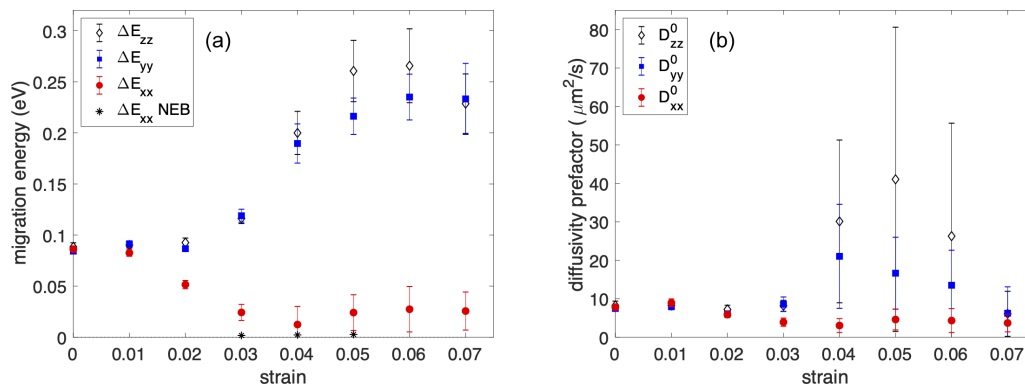 (a)
ΔE_zz
ΔE_yy
ΔE_xx
ΔE_xx NEB
migration energy (eV)
0.3
0.25
0.2
0.15
0.1
0.05
0
0 0.01 0.02 0.03 0.04 0.05 0.06 0.07
strain
(b)
D^0_zz
D^0_yy
D^0_xx
diffusivity prefactor ( μm^2/s)
80
70
60
50
40
30
20
10
0
0 0.01 0.02 0.03 0.04 0.05 0.06 0.07
strain